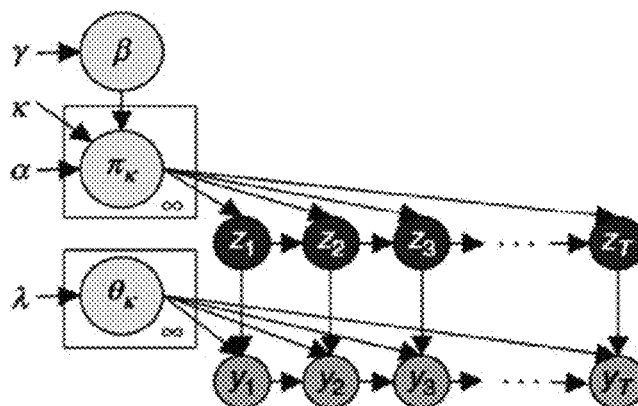 γ β
κ
α π_κ
∞
z₁ z₂ z₃ ... z_T
λ θ_κ
∞
y₁ y₂ y₃ ... y_T